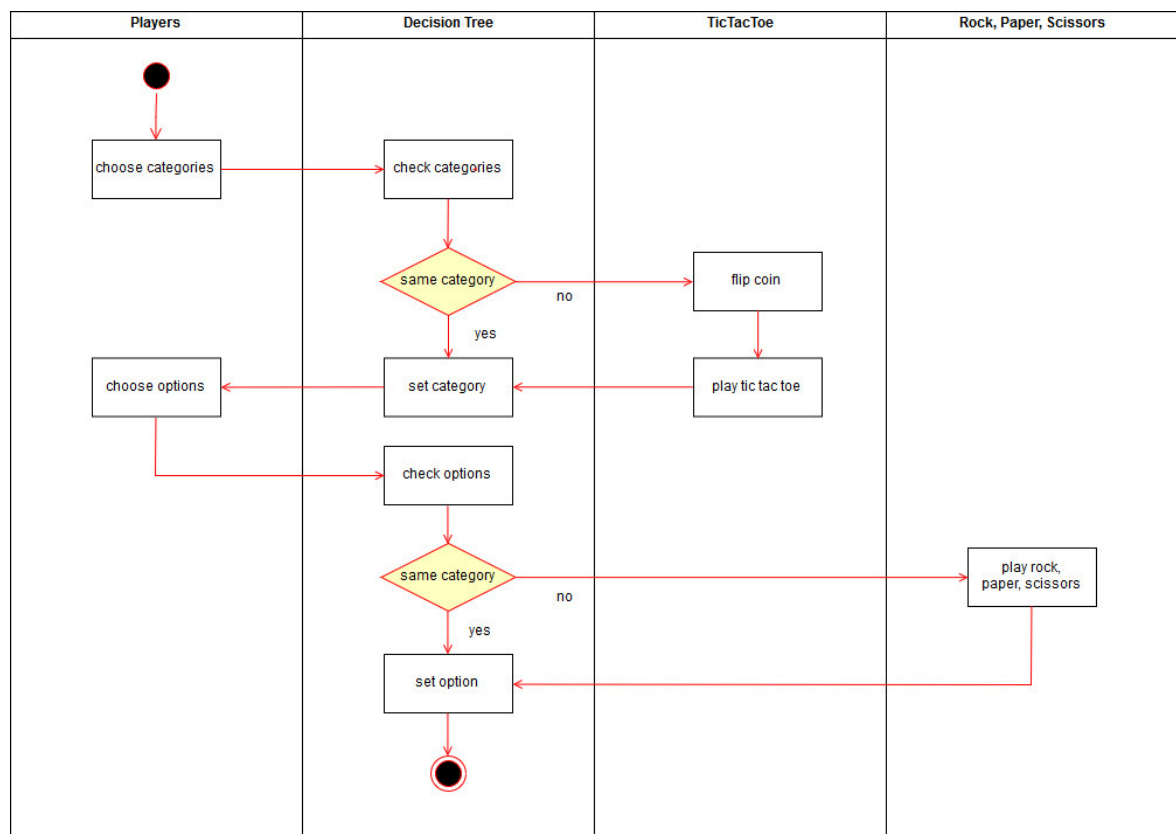 Players
Decision Tree
TicTacToe
Rock, Paper, Scissors
choose categories
check categories
same category
no
flip coin
yes
choose options
set category
play tic tac toe
check options
same category
no
play rock,
paper, scissors
yes
set option